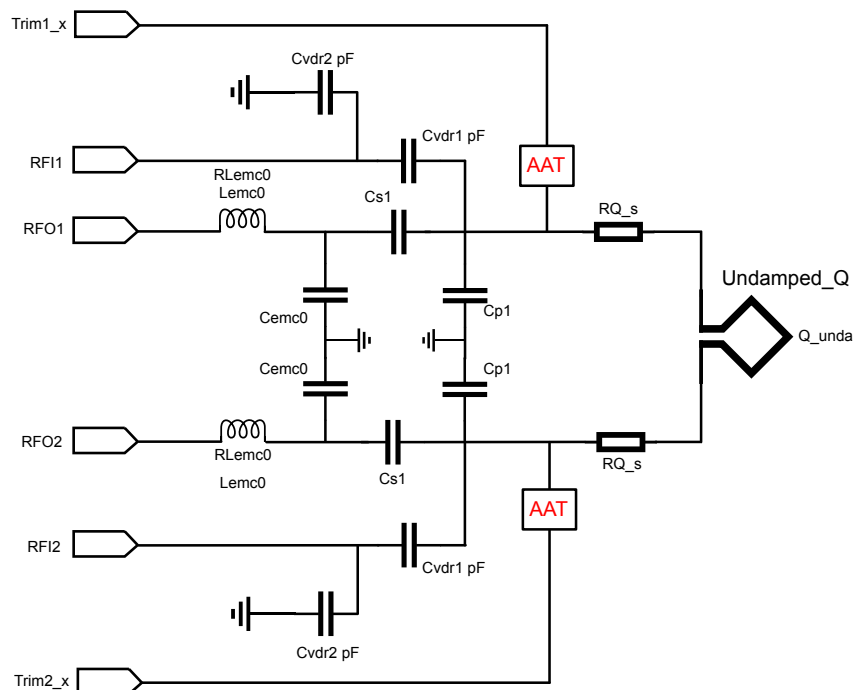 Trim1_x
Cvdr2 pF
Cvdr1 pF
RFI1
AAT
RLemc0
Lemc0
Cs1
RQ_s
RFO1
Undamped_Q
Cemc0
Cp1
Q_unda
Cemc0
Cp1
RFO2
RLemc0
Cs1
RQ_s
Lemc0
AAT
RFI2
Cvdr1 pF
Cvdr2 pF
Trim2_x